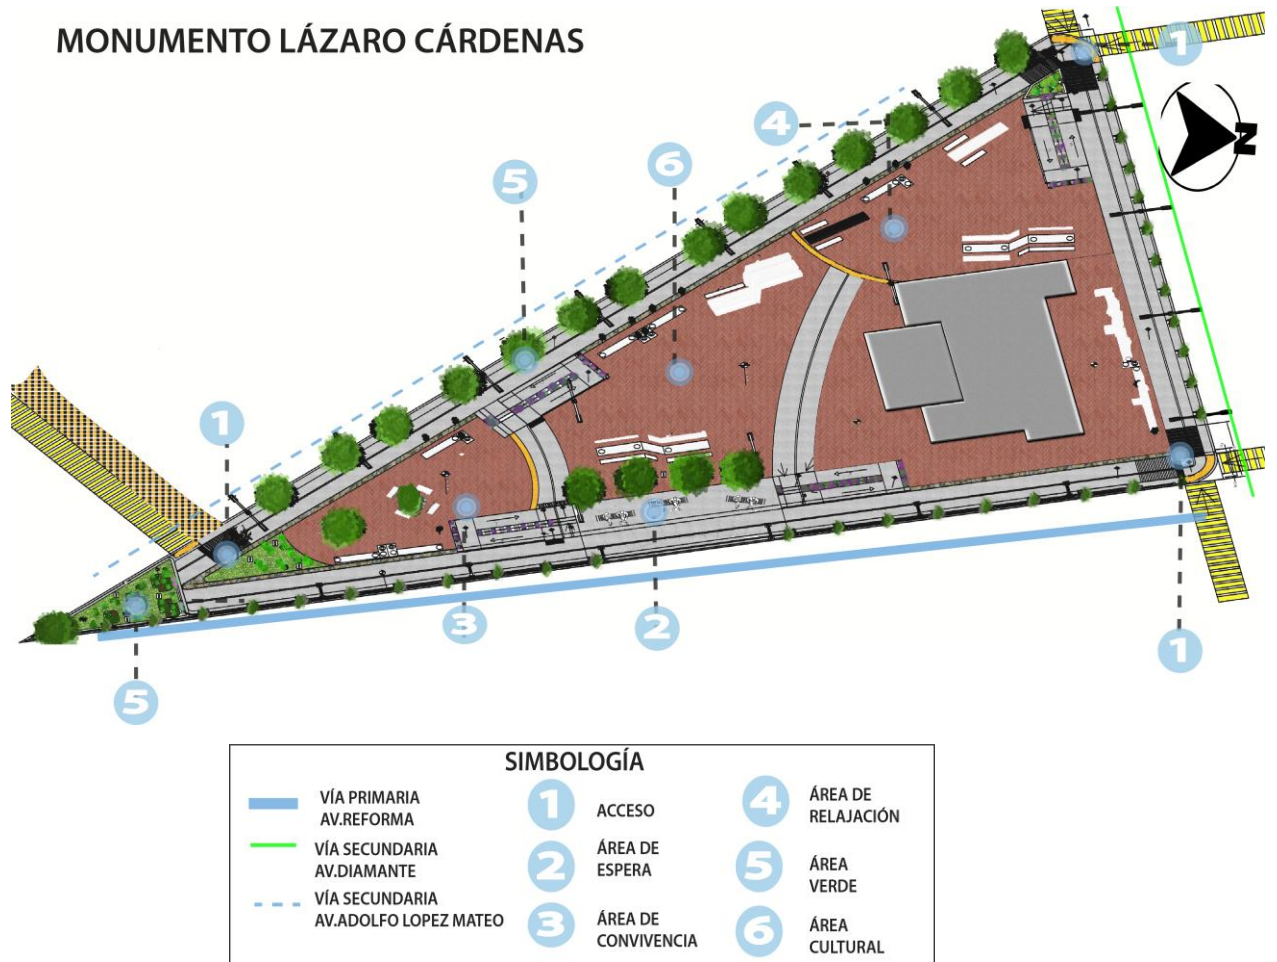 MONUMENTO LÁZARO CÁRDENAS
1
4
6
5
N
1
3
2
1
5
SIMBOLOGÍA
VÍA PRIMARIA
AV.REFORMA
VÍA SECUNDARIA
AV.DIAMANTE
VÍA SECUNDARIA
AV.ADOLFO LOPEZ MATEO
1
ACCESO
2
ÁREA DE
ESPERA
3
ÁREA DE
CONVIVENCIA
4
ÁREA DE
RELAJACIÓN
5
ÁREA
VERDE
6
ÁREA
CULTURAL